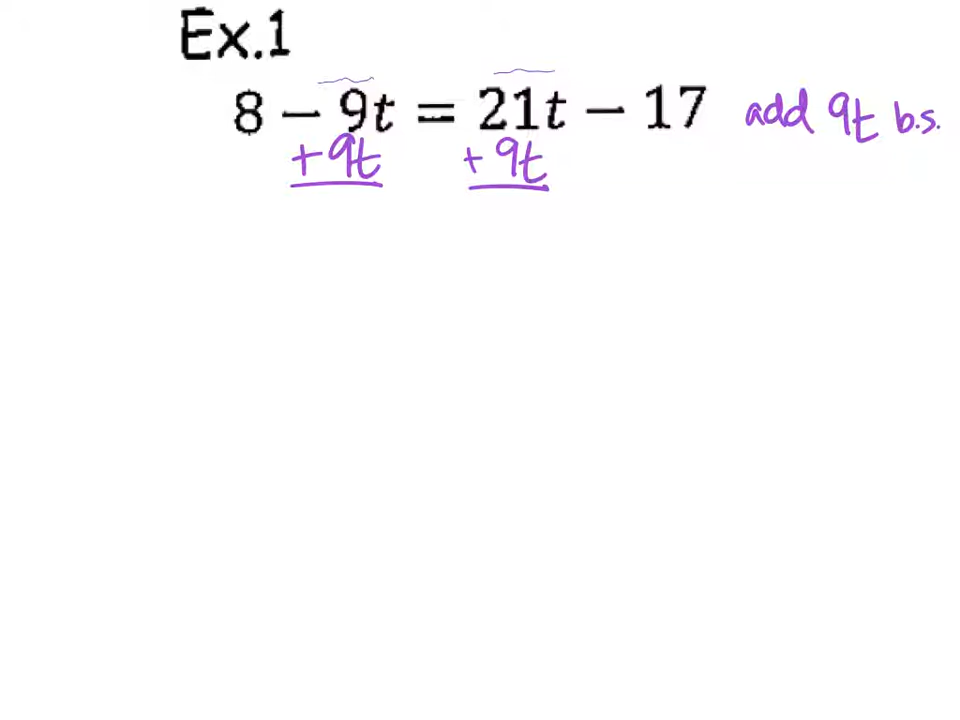 Ex.1
8 − 9t = 21t − 17 add 9t b.s.
+9t +9t